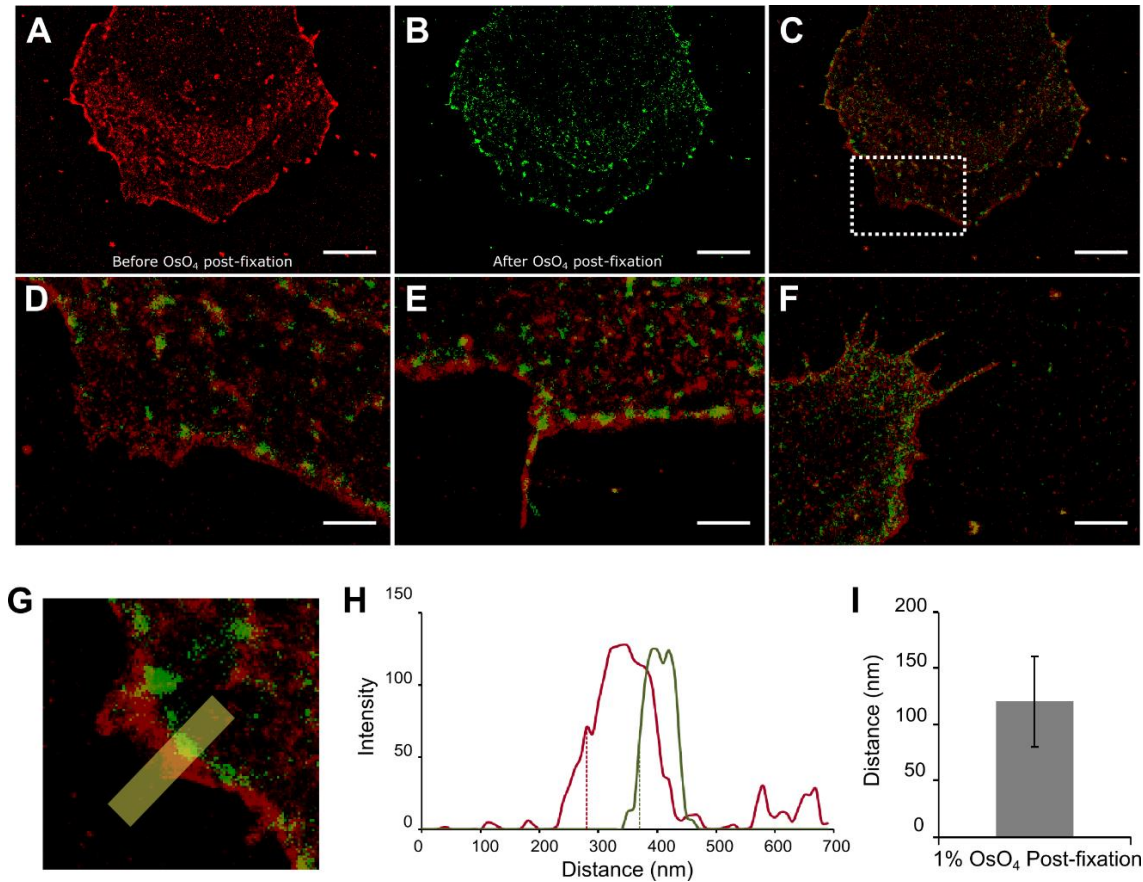 A
B
C
Before OsO₄ post-fixation
After OsO₄ post-fixation
D
E
F
G
H
I
150
100
50
0
Intensity
0 100 200 300 400 500 600 700
Distance (nm)
200
150
100
50
0
Distance (nm)
1% OsO₄ Post-fixation